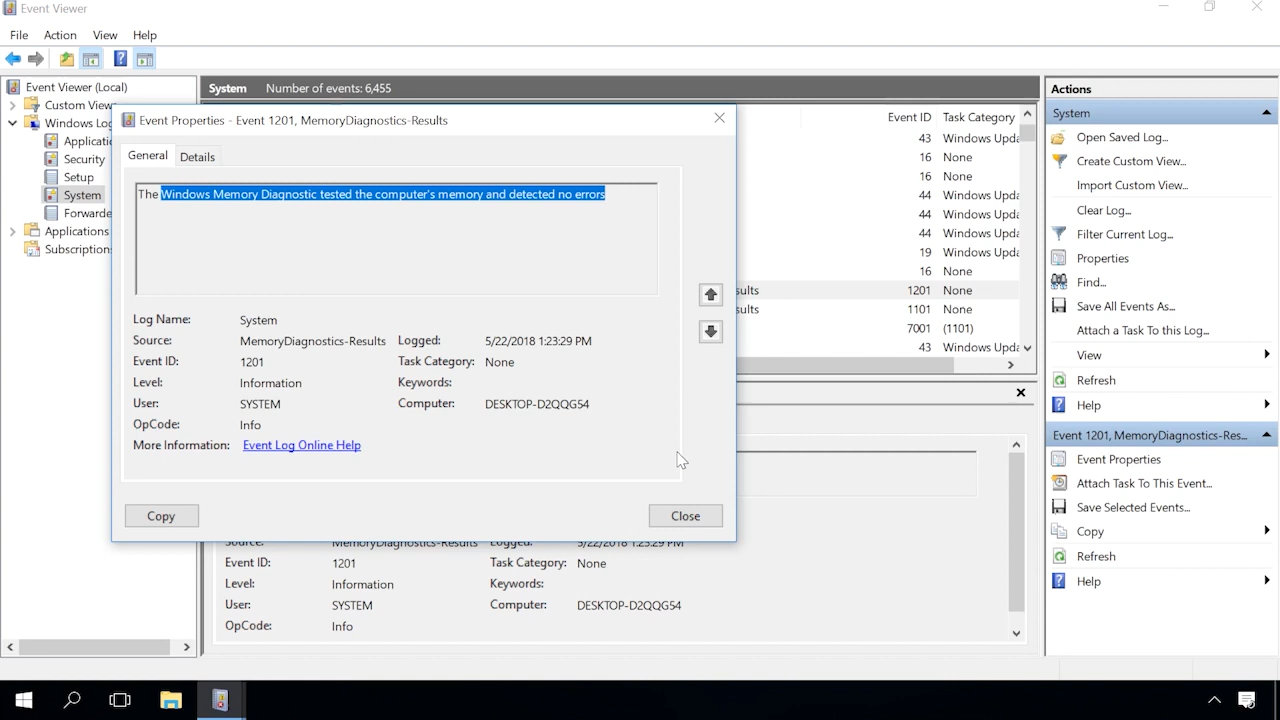 Event Viewer
File Action View Help
Event Viewer (Local)
Custom View
Windows Log
Applicati
Security
Setup
System
Forwarde
Applications
Subscription
System Number of events: 6,455
Event ID Task Category
43 Windows Upda
16 None
16 None
44 Windows Upda
44 Windows Upda
44 Windows Upda
19 Windows Upda
16 None
sults 1201 None
sults 1101 None
7001 (1101)
43 Windows Upda
Event Properties - Event 1201, MemoryDiagnostics-Results
General Details
The Windows Memory Diagnostic tested the computer's memory and detected no errors
Log Name: System
Source: MemoryDiagnostics-Results Logged: 5/22/2018 1:23:29 PM
Event ID: 1201 Task Category: None
Level: Information Keywords:
User: SYSTEM Computer: DESKTOP-D2QQG54
OpCode: Info
More Information: Event Log Online Help
Copy Close
Source: MemoryDiagnostics-Results Logged: 5/22/2018 1:23:29 PM
Event ID: 1201 Task Category: None
Level: Information Keywords:
User: SYSTEM Computer: DESKTOP-D2QQG54
OpCode: Info
Actions
System
Open Saved Log...
Create Custom View...
Import Custom View...
Clear Log...
Filter Current Log...
Properties
Find...
Save All Events As...
Attach a Task To this Log...
View
Refresh
Help
Event 1201, MemoryDiagnostics-Res...
Event Properties
Attach Task To This Event...
Save Selected Events...
Copy
Refresh
Help